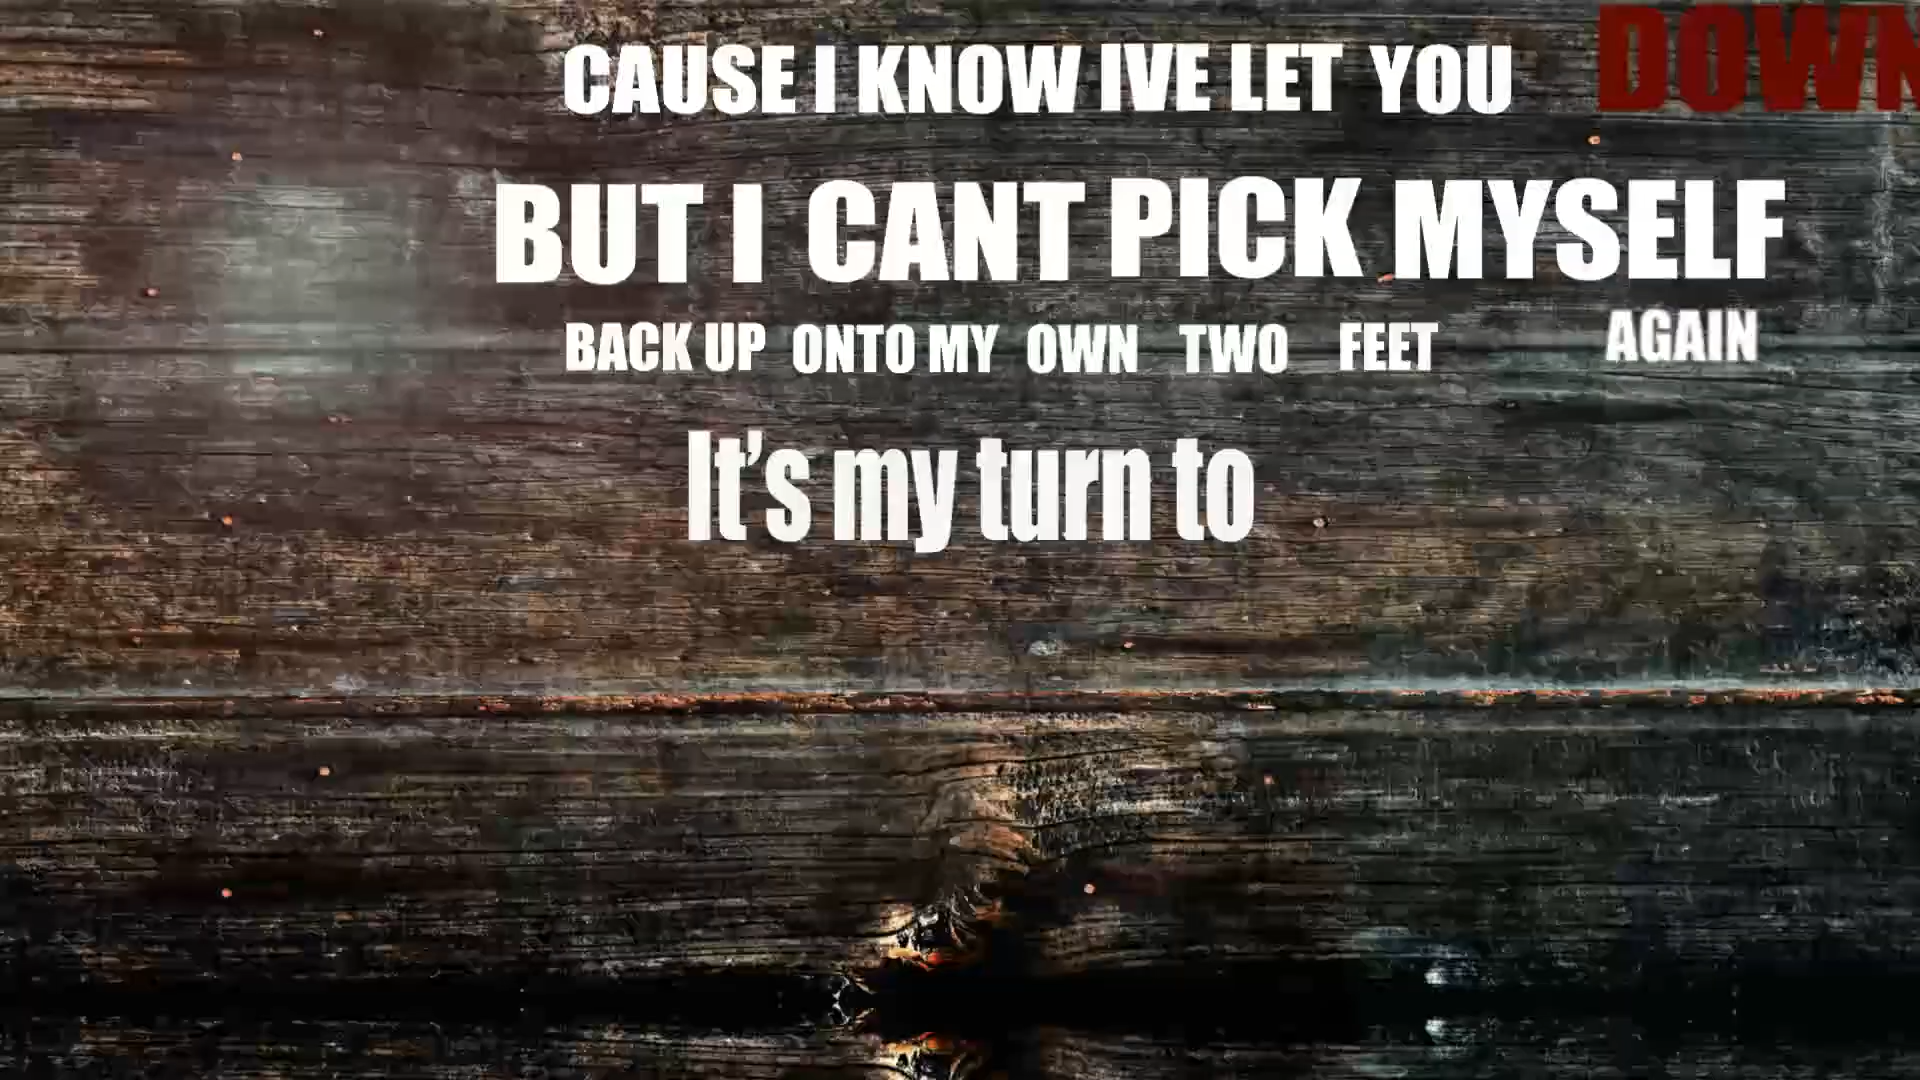 CAUSE I KNOW IVE LET YOU DOWN
BUT I CANT PICK MYSELF
BACK UP ONTO MY OWN TWO FEET AGAIN
It's my turn to